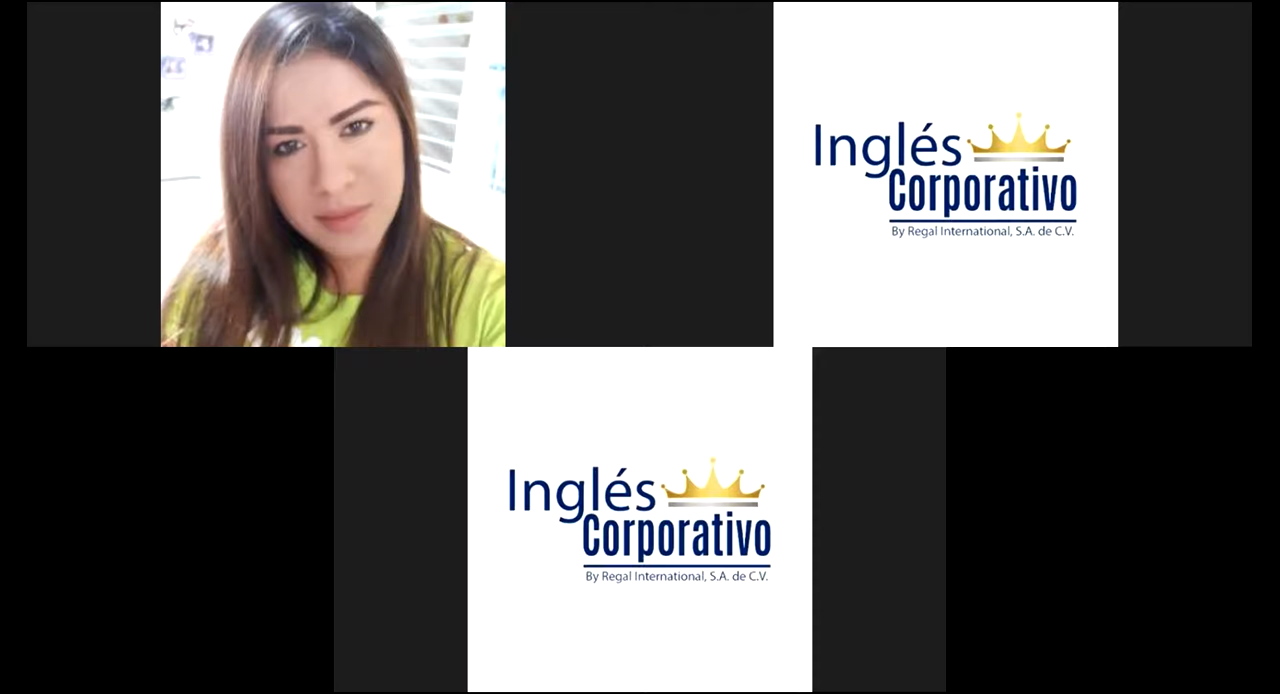 Inglés
Corporativo
By Regal International, S.A. de C.V.
Inglés
Corporativo
By Regal International, S.A. de C.V.